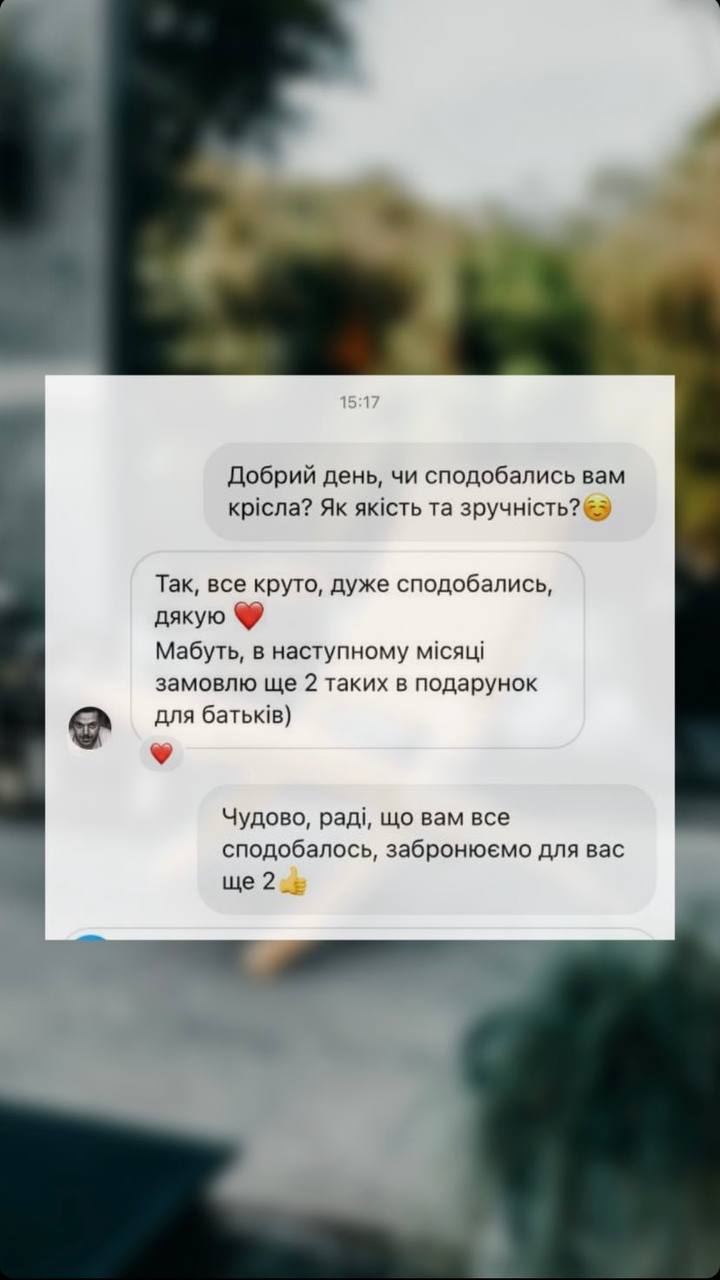 15:17
Добрий день, чи сподобались вам
крісла? Як якість та зручність?☺️
Так, все круто, дуже сподобались,
дякую ❤️
Мабуть, в наступному місяці
замовлю ще 2 таких в подарунок
для батьків)
❤️
Чудово, раді, що вам все
сподобалось, забронюємо для вас
ще 2👍